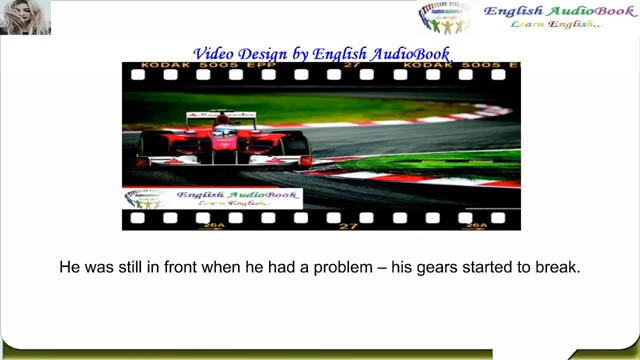 English AudioBook
Learn English...
Video Design by English AudioBook
KODAK 5005 EPP 27 KODAK 5005 E
Santander
English AudioBook
Learn English...
26A 27 26A
He was still in front when he had a problem – his gears started to break.